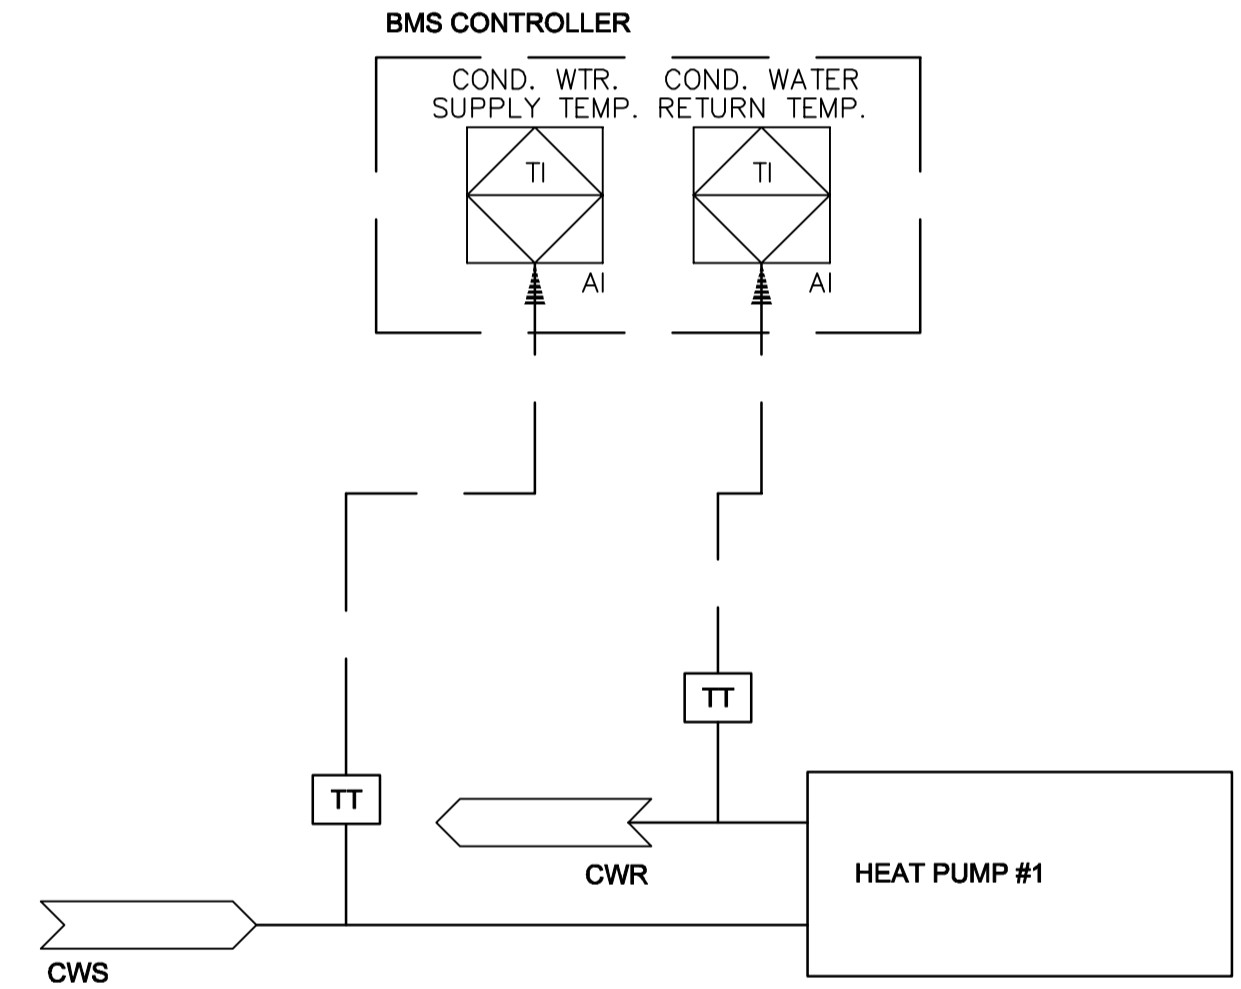 BMS CONTROLLER
COND. WTR.
SUPPLY TEMP.
COND. WATER
RETURN TEMP.
TI
TI
AI
AI
TT
TT
CWR
HEAT PUMP #1
CWS